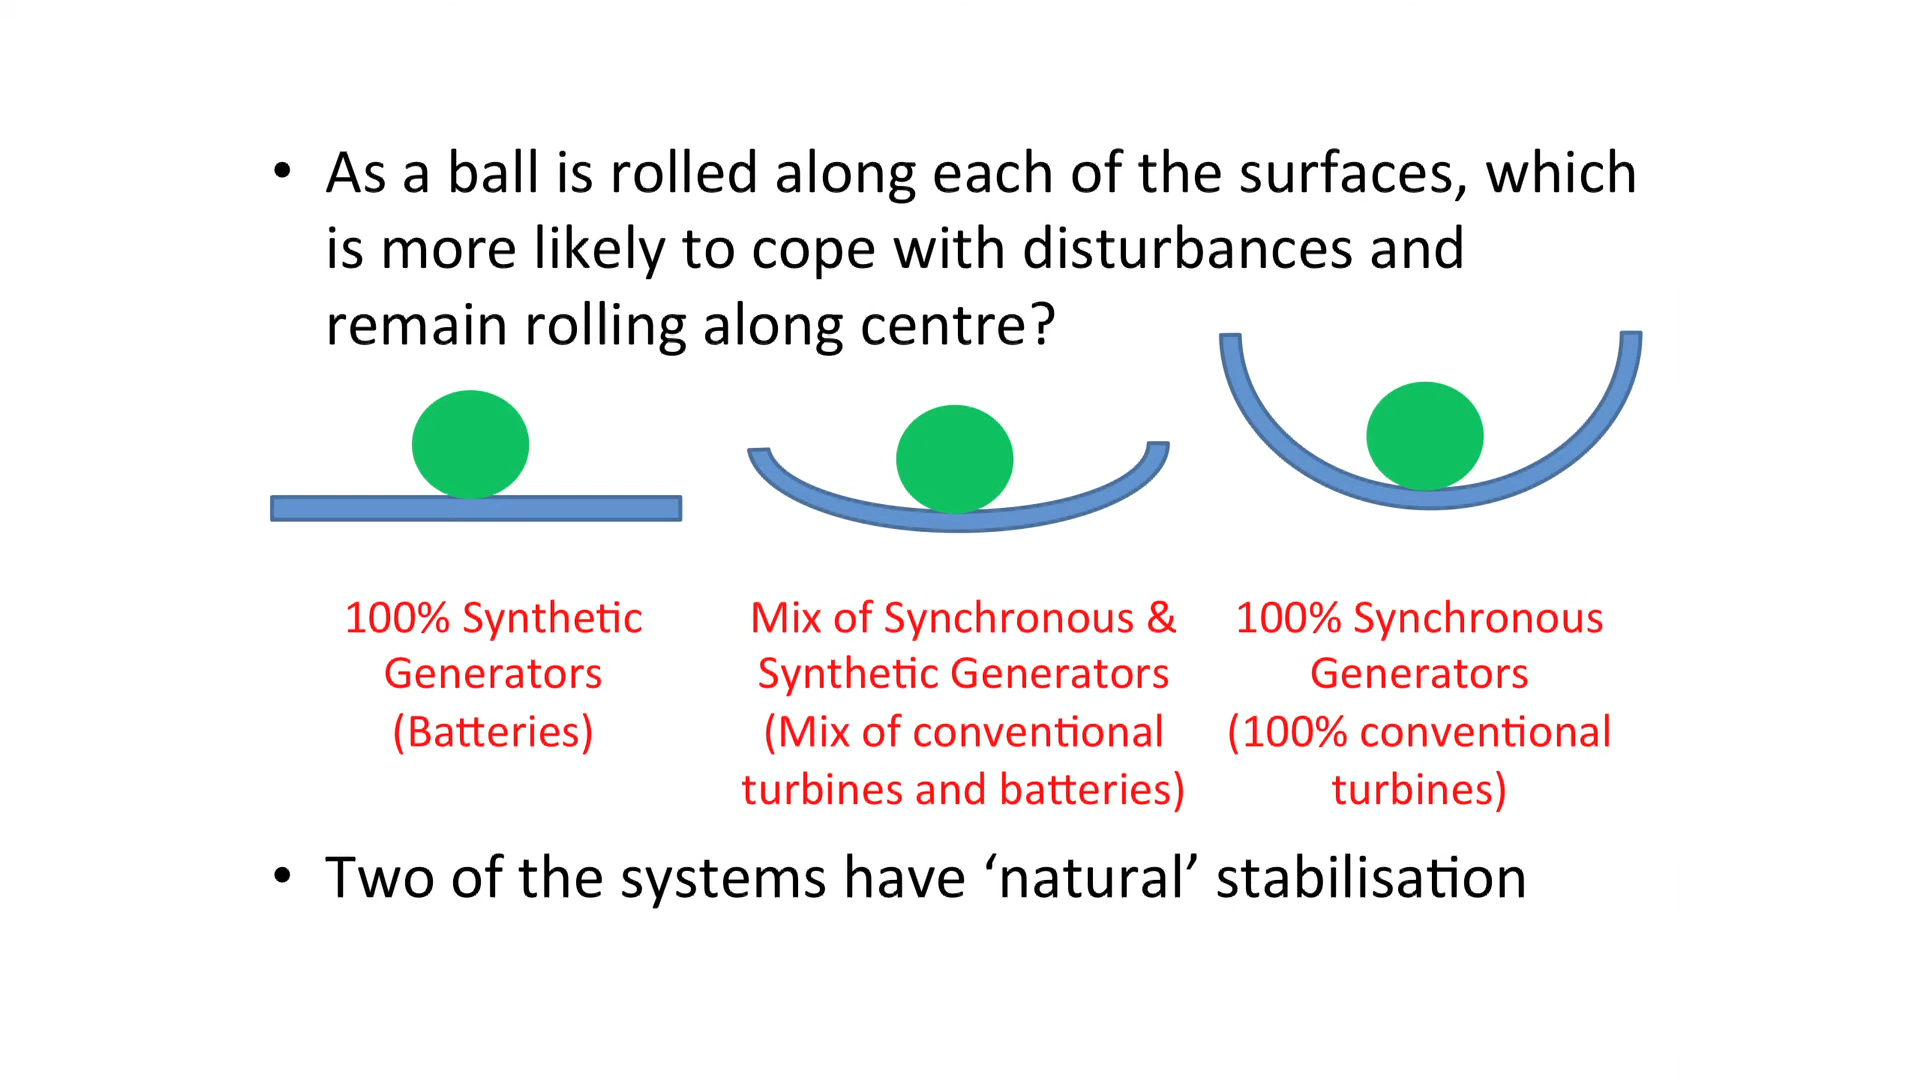 • As a ball is rolled along each of the surfaces, which
is more likely to cope with disturbances and
remain rolling along centre?
100% Synthetic
Generators
(Batteries)
Mix of Synchronous &
Synthetic Generators
(Mix of conventional
turbines and batteries)
100% Synchronous
Generators
(100% conventional
turbines)
• Two of the systems have ‘natural’ stabilisation